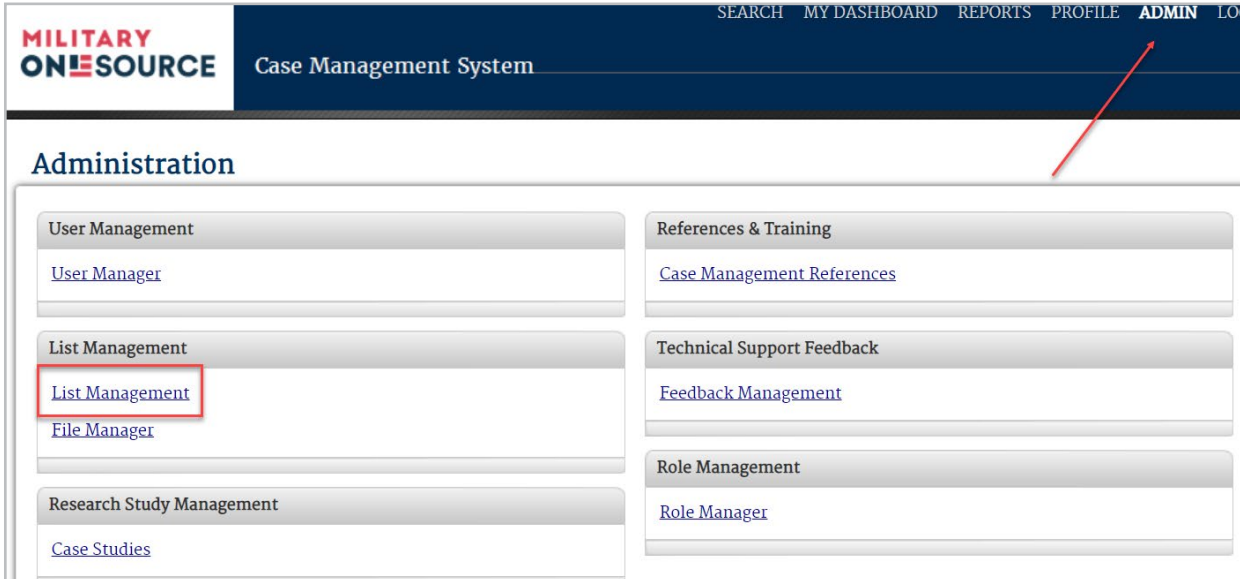 SEARCH MY DASHBOARD REPORTS PROFILE ADMIN
MILITARY
ONESOURCE
Case Management System
Administration
User Management
User Manager
List Management
List Management
File Manager
Research Study Management
Case Studies
References & Training
Case Management References
Technical Support Feedback
Feedback Management
Role Management
Role Manager